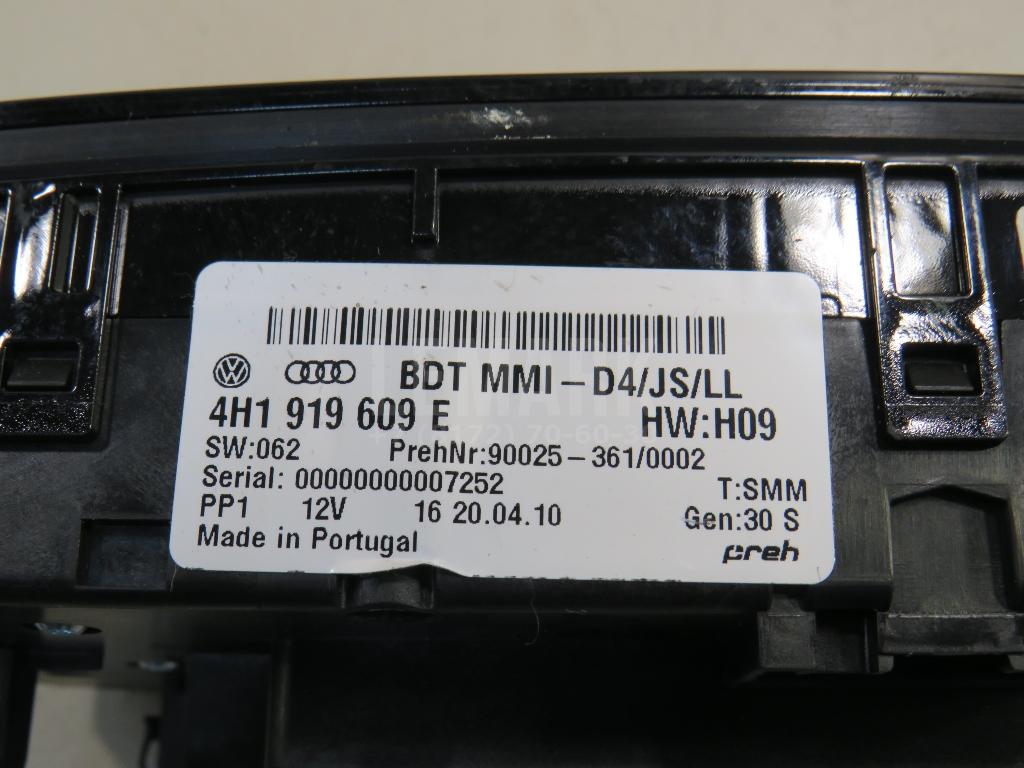 BDT MMI – D4/JS/LL
4H1 919 609 E HW:H09
SW:062 PrehNr:90025–361/0002
Serial: 00000000007252 T:SMM
PP1 12V 16 20.04.10 Gen:30 S
Made in Portugal preh